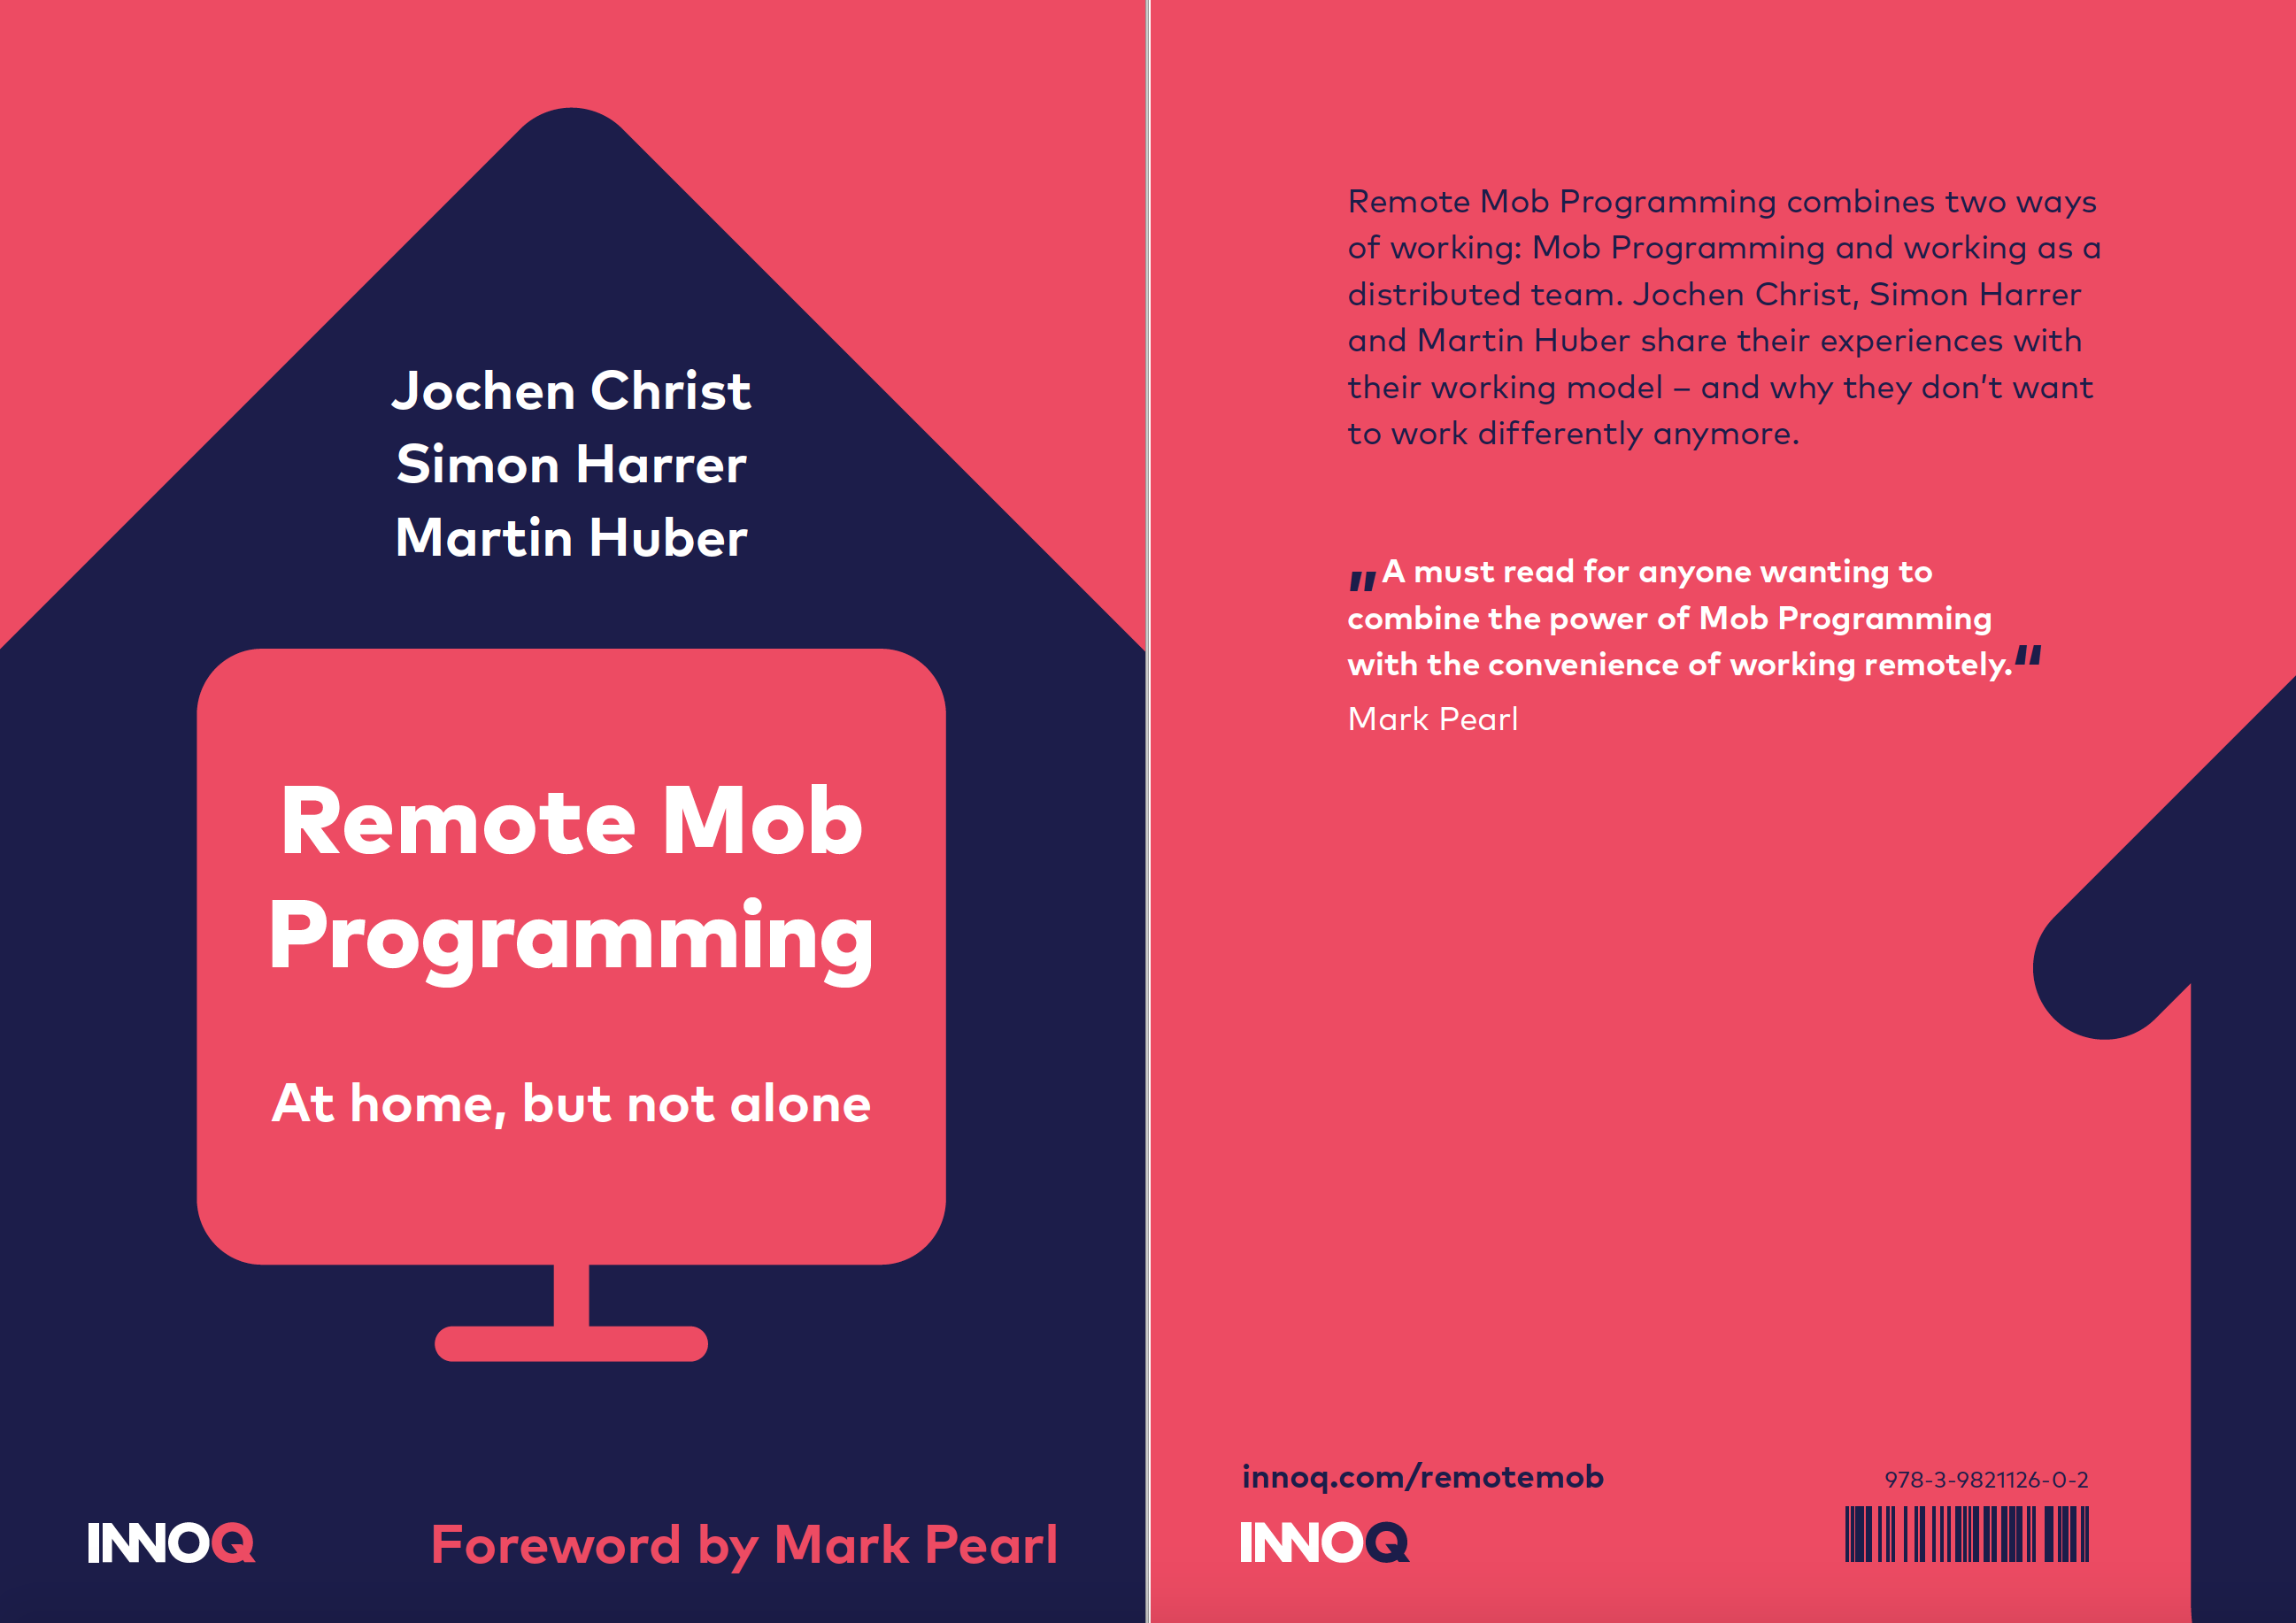 Jochen Christ
Simon Harrer
Martin Huber
Remote Mob
Programming
At home, but not alone
INNOQ
Foreword by Mark Pearl
Remote Mob Programming combines two ways
of working: Mob Programming and working as a
distributed team. Jochen Christ, Simon Harrer
and Martin Huber share their experiences with
their working model – and why they don’t want
to work differently anymore.
„A must read for anyone wanting to
combine the power of Mob Programming
with the convenience of working remotely.“
Mark Pearl
innoq.com/remotemob
INNOQ
978-3-9821126-0-2